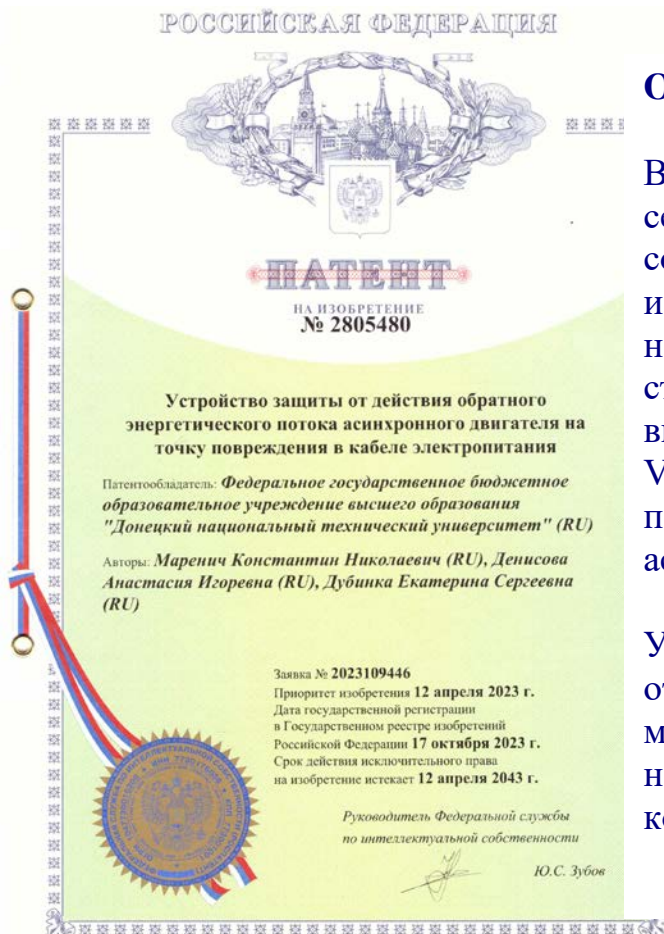 РОССИЙСКАЯ ФЕДЕРАЦИЯ
ПАТЕНТ
НА ИЗОБРЕТЕНИЕ
№ 2805480
Устройство защиты от действия обратного
энергетического потока асинхронного двигателя на
точку повреждения в кабеле электропитания
Патентообладатель: Федеральное государственное бюджетное
образовательное учреждение высшего образования
"Донецкий национальный технический университет" (RU)
Авторы: Маренич Константин Николаевич (RU), Денисова
Анастасия Игоревна (RU), Дубинка Екатерина Сергеевна
(RU)
Заявка № 2023109446
Приоритет изобретения 12 апреля 2023 г.
Дата государственной регистрации
в Государственном реестре изобретений
Российской Федерации 17 октября 2023 г.
Срок действия исключительного права
на изобретение истекает 12 апреля 2043 г.
Руководитель Федеральной службы
по интеллектуальной собственности
Ю.С. Зубов